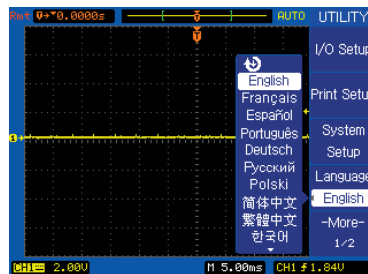 Rmt 0.0000s AUTO UTILITY
I/O Setup
Print Setu
System
Setup
Language
English
-More-
1/2
English
Français
Español
Português
Deutsch
Русский
Polski
简体中文
繁體中文
한국어
CH1 2.00V M 5.00ms CH1 1.84V